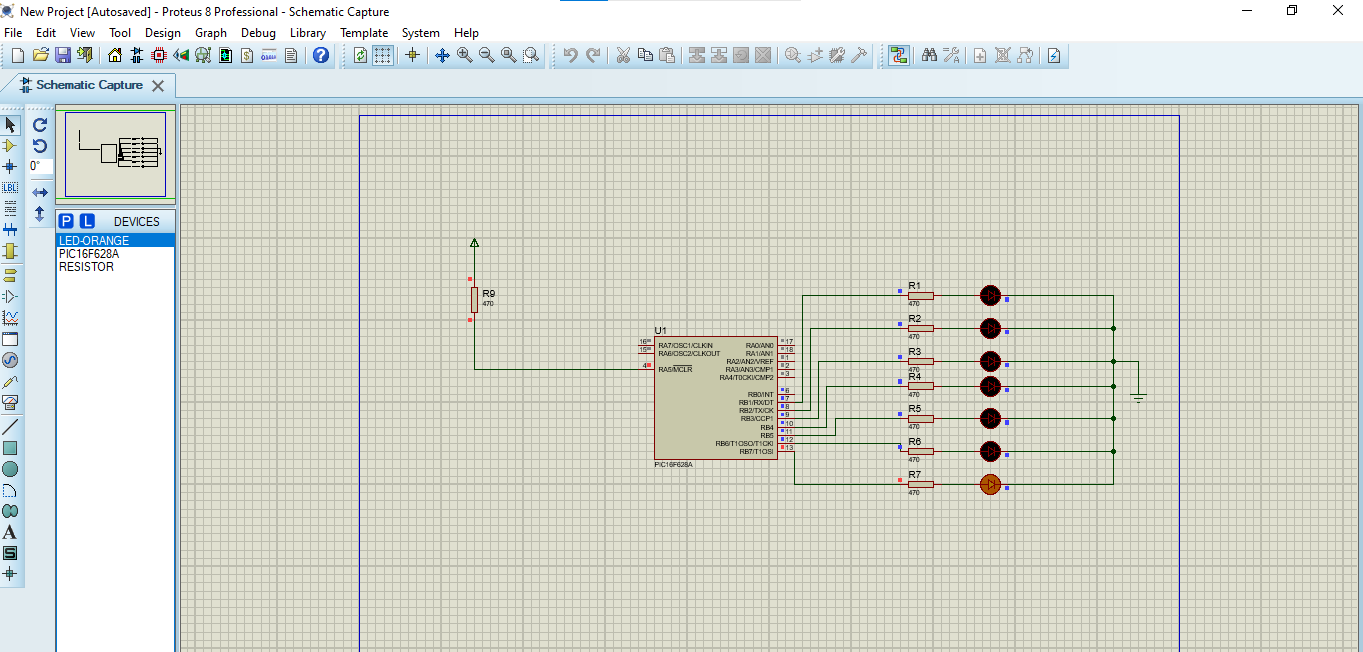 New Project [Autosaved] - Proteus 8 Professional - Schematic Capture
File Edit View Tool Design Graph Debug Library Template System Help
Schematic Capture
0°
LBL
P L DEVICES
LED-ORANGE
PIC16F628A
RESISTOR
A
S
R9
470
U1
16 RA7/OSC1/CLKIN
15 RA6/OSC2/CLKOUT
4 RA5/MCLR
RA0/AN0 17
RA1/AN1 18
RA2/AN2/VREF 1
RA3/AN3/CMP1 2
RA4/T0CKI/CMP2 3
RB0/INT 6
RB1/RX/DT 7
RB2/TX/CK 8
RB3/CCP1 9
RB4 10
RB5 11
RB6/T1OSO/T1CKI 12
RB7/T1OSI 13
PIC16F628A
R1
470
R2
470
R3
470
R4
470
R5
470
R6
470
R7
470